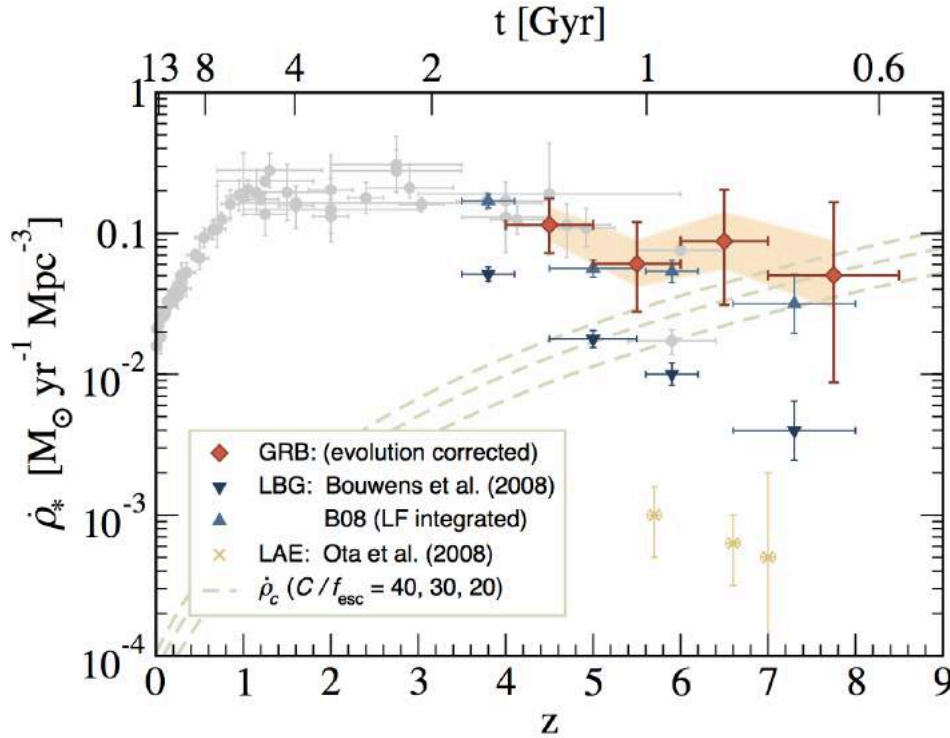 t [Gyr]
13 8 4 2 1 0.6
1
0.1
10⁻²
10⁻³
10⁻⁴
ρ̇* [M⊙ yr⁻¹ Mpc⁻³]
GRB: (evolution corrected)
LBG: Bouwens et al. (2008)
B08 (LF integrated)
LAE: Ota et al. (2008)
ρ̇c (C / fesc = 40, 30, 20)
0 1 2 3 4 5 6 7 8 9
z